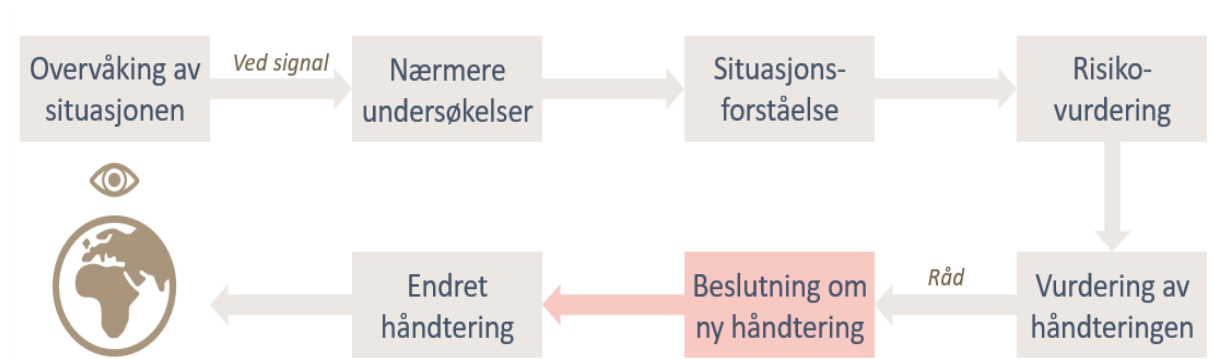 Overvåking av
situasjonen
Ved signal
Nærmere
undersøkelser
Situasjons-
forståelse
Risiko-
vurdering
Vurdering av
håndteringen
Råd
Beslutning om
ny håndtering
Endret
håndtering